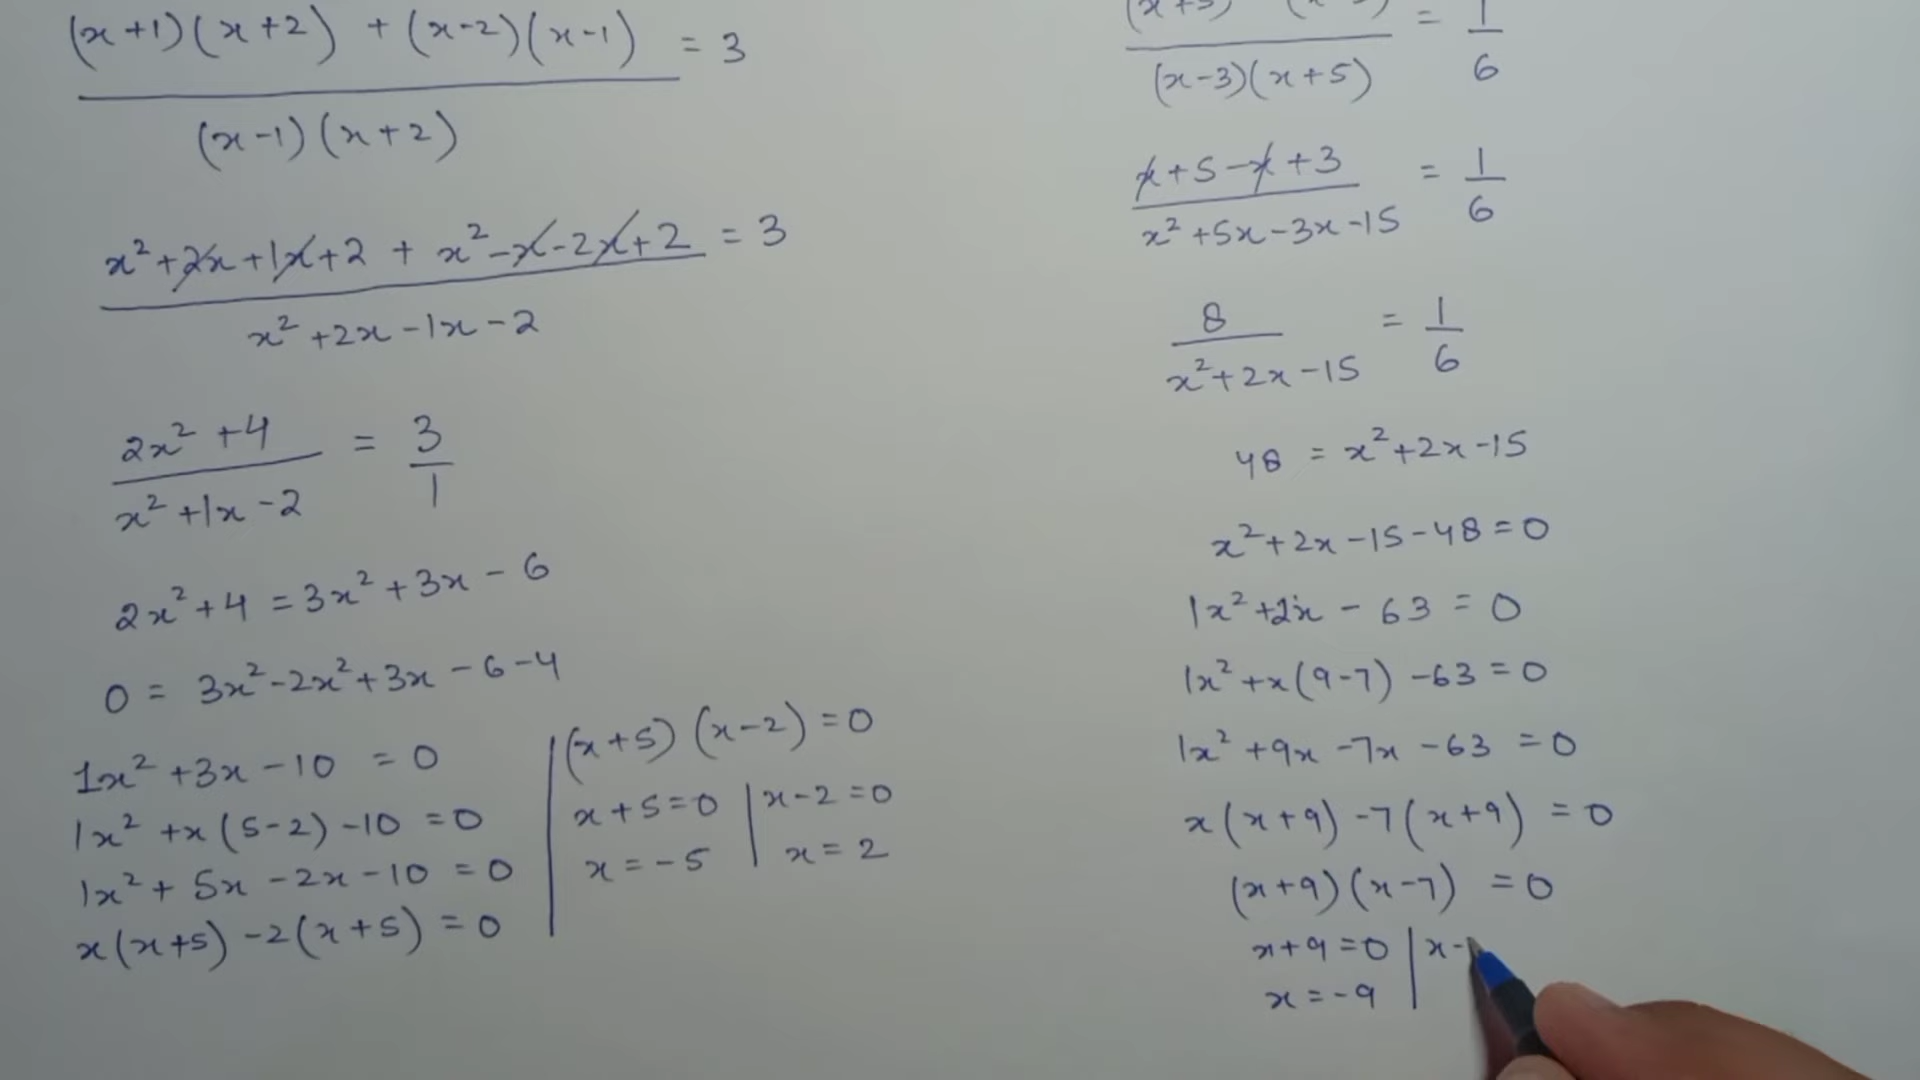 (x+1)(x+2) + (x-2)(x-1) = 3
(x-1)(x+2)
x²+2x+1x+2 + x²-x-2x+2 = 3
x²+2x-1x-2
2x²+4 = 3
x²+1x-2 1
2x²+4 = 3x²+3x-6
0 = 3x²-2x²+3x-6-4
1x²+3x-10 = 0
1x²+x(5-2)-10 = 0
1x²+5x-2x-10 = 0
x(x+5)-2(x+5) = 0
(x+5)(x-2) = 0
x+5=0 | x-2=0
x=-5 | x=2
= 1
(x-3)(x+5) 6
x+5-x+3 = 1
x²+5x-3x-15 6
8 = 1
x²+2x-15 6
48 = x²+2x-15
x²+2x-15-48=0
1x²+2x-63=0
1x²+x(9-7)-63=0
1x²+9x-7x-63=0
x(x+9)-7(x+9)=0
(x+9)(x-7)=0
x+9=0 | x-
x=-9